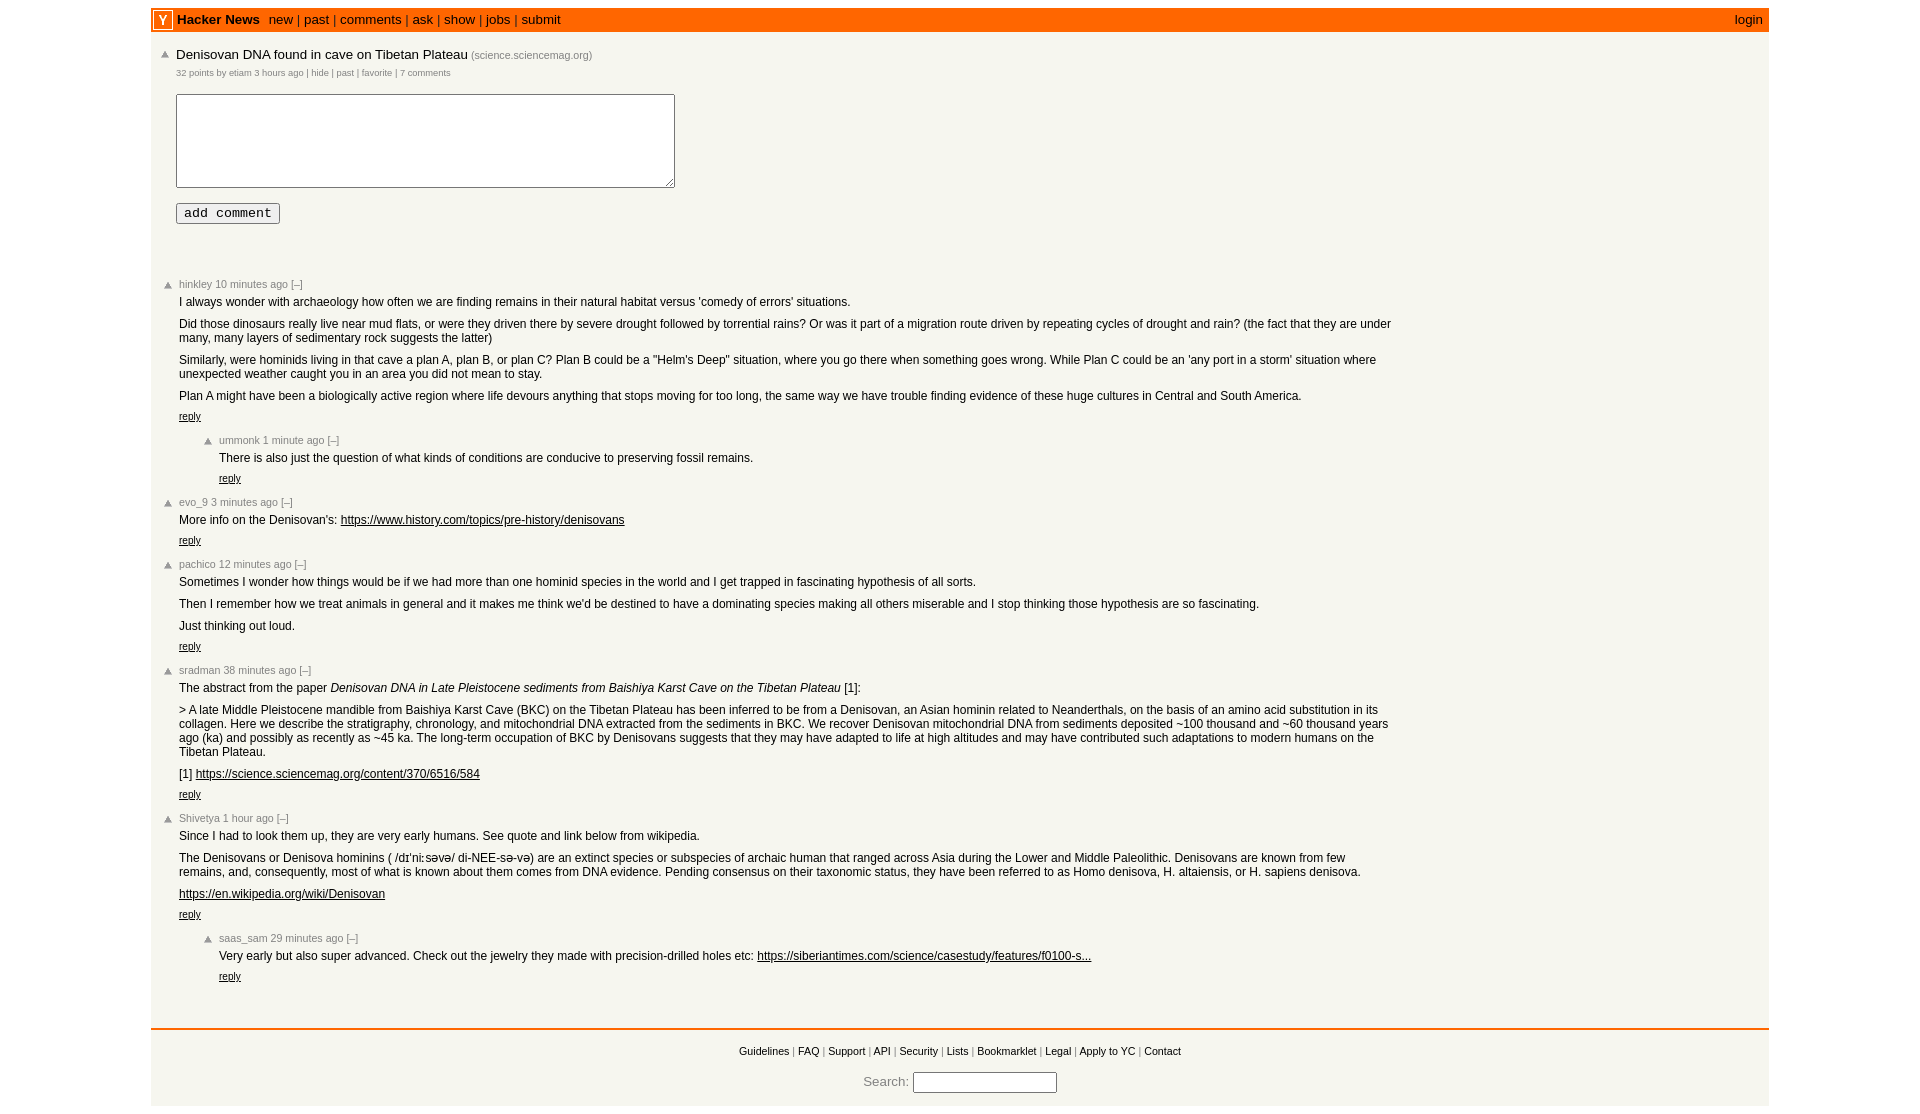 Y Hacker News new | past | comments | ask | show | jobs | submit login
Denisovan DNA found in cave on Tibetan Plateau (science.sciencemag.org)
32 points by etiam 3 hours ago | hide | past | favorite | 7 comments
add comment
hinkley 10 minutes ago [–]
I always wonder with archaeology how often we are finding remains in their natural habitat versus 'comedy of errors' situations.
Did those dinosaurs really live near mud flats, or were they driven there by severe drought followed by torrential rains? Or was it part of a migration route driven by repeating cycles of drought and rain? (the fact that they are under
many, many layers of sedimentary rock suggests the latter)
Similarly, were hominids living in that cave a plan A, plan B, or plan C? Plan B could be a "Helm's Deep" situation, where you go there when something goes wrong. While Plan C could be an 'any port in a storm' situation where
unexpected weather caught you in an area you did not mean to stay.
Plan A might have been a biologically active region where life devours anything that stops moving for too long, the same way we have trouble finding evidence of these huge cultures in Central and South America.
reply
ummonk 1 minute ago [–]
There is also just the question of what kinds of conditions are conducive to preserving fossil remains.
reply
evo_9 3 minutes ago [–]
More info on the Denisovan's: https://www.history.com/topics/pre-history/denisovans
reply
pachico 12 minutes ago [–]
Sometimes I wonder how things would be if we had more than one hominid species in the world and I get trapped in fascinating hypothesis of all sorts.
Then I remember how we treat animals in general and it makes me think we'd be destined to have a dominating species making all others miserable and I stop thinking those hypothesis are so fascinating.
Just thinking out loud.
reply
sradman 38 minutes ago [–]
The abstract from the paper Denisovan DNA in Late Pleistocene sediments from Baishiya Karst Cave on the Tibetan Plateau [1]:
> A late Middle Pleistocene mandible from Baishiya Karst Cave (BKC) on the Tibetan Plateau has been inferred to be from a Denisovan, an Asian hominin related to Neanderthals, on the basis of an amino acid substitution in its
collagen. Here we describe the stratigraphy, chronology, and mitochondrial DNA extracted from the sediments in BKC. We recover Denisovan mitochondrial DNA from sediments deposited ~100 thousand and ~60 thousand years
ago (ka) and possibly as recently as ~45 ka. The long-term occupation of BKC by Denisovans suggests that they may have adapted to life at high altitudes and may have contributed such adaptations to modern humans on the
Tibetan Plateau.
[1] https://science.sciencemag.org/content/370/6516/584
reply
Shivetya 1 hour ago [–]
Since I had to look them up, they are very early humans. See quote and link below from wikipedia.
The Denisovans or Denisova hominins ( /dɪˈniːsəvə/ di-NEE-sə-və) are an extinct species or subspecies of archaic human that ranged across Asia during the Lower and Middle Paleolithic. Denisovans are known from few
remains, and, consequently, most of what is known about them comes from DNA evidence. Pending consensus on their taxonomic status, they have been referred to as Homo denisova, H. altaiensis, or H. sapiens denisova.
https://en.wikipedia.org/wiki/Denisovan
reply
saas_sam 29 minutes ago [–]
Very early but also super advanced. Check out the jewelry they made with precision-drilled holes etc: https://siberiantimes.com/science/casestudy/features/f0100-s...
reply
Guidelines | FAQ | Support | API | Security | Lists | Bookmarklet | Legal | Apply to YC | Contact
Search: